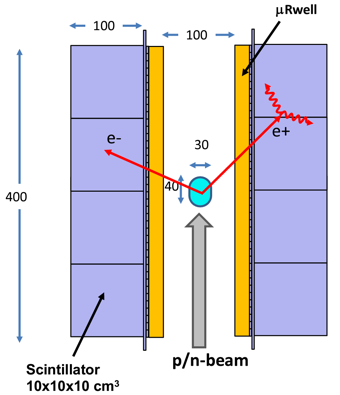 μRwell
100
100
e-
e+
30
40
400
p/n-beam
Scintillator
10x10x10 cm³